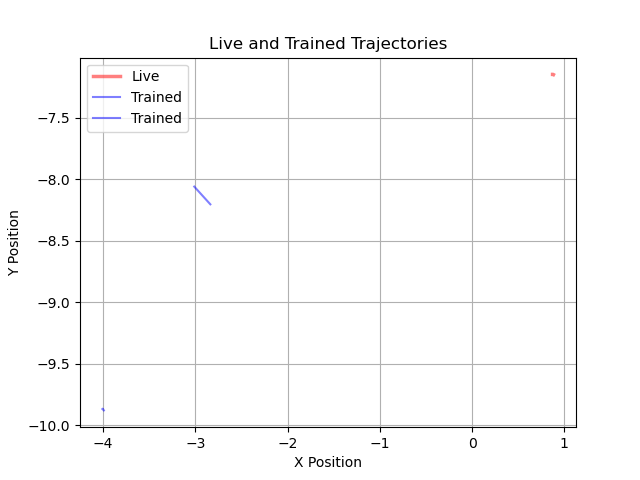 Live and Trained Trajectories
Live
Trained
Trained
−7.5
−8.0
−8.5
−9.0
−9.5
−10.0
Y Position
−4
−3
−2
−1
0
1
X Position